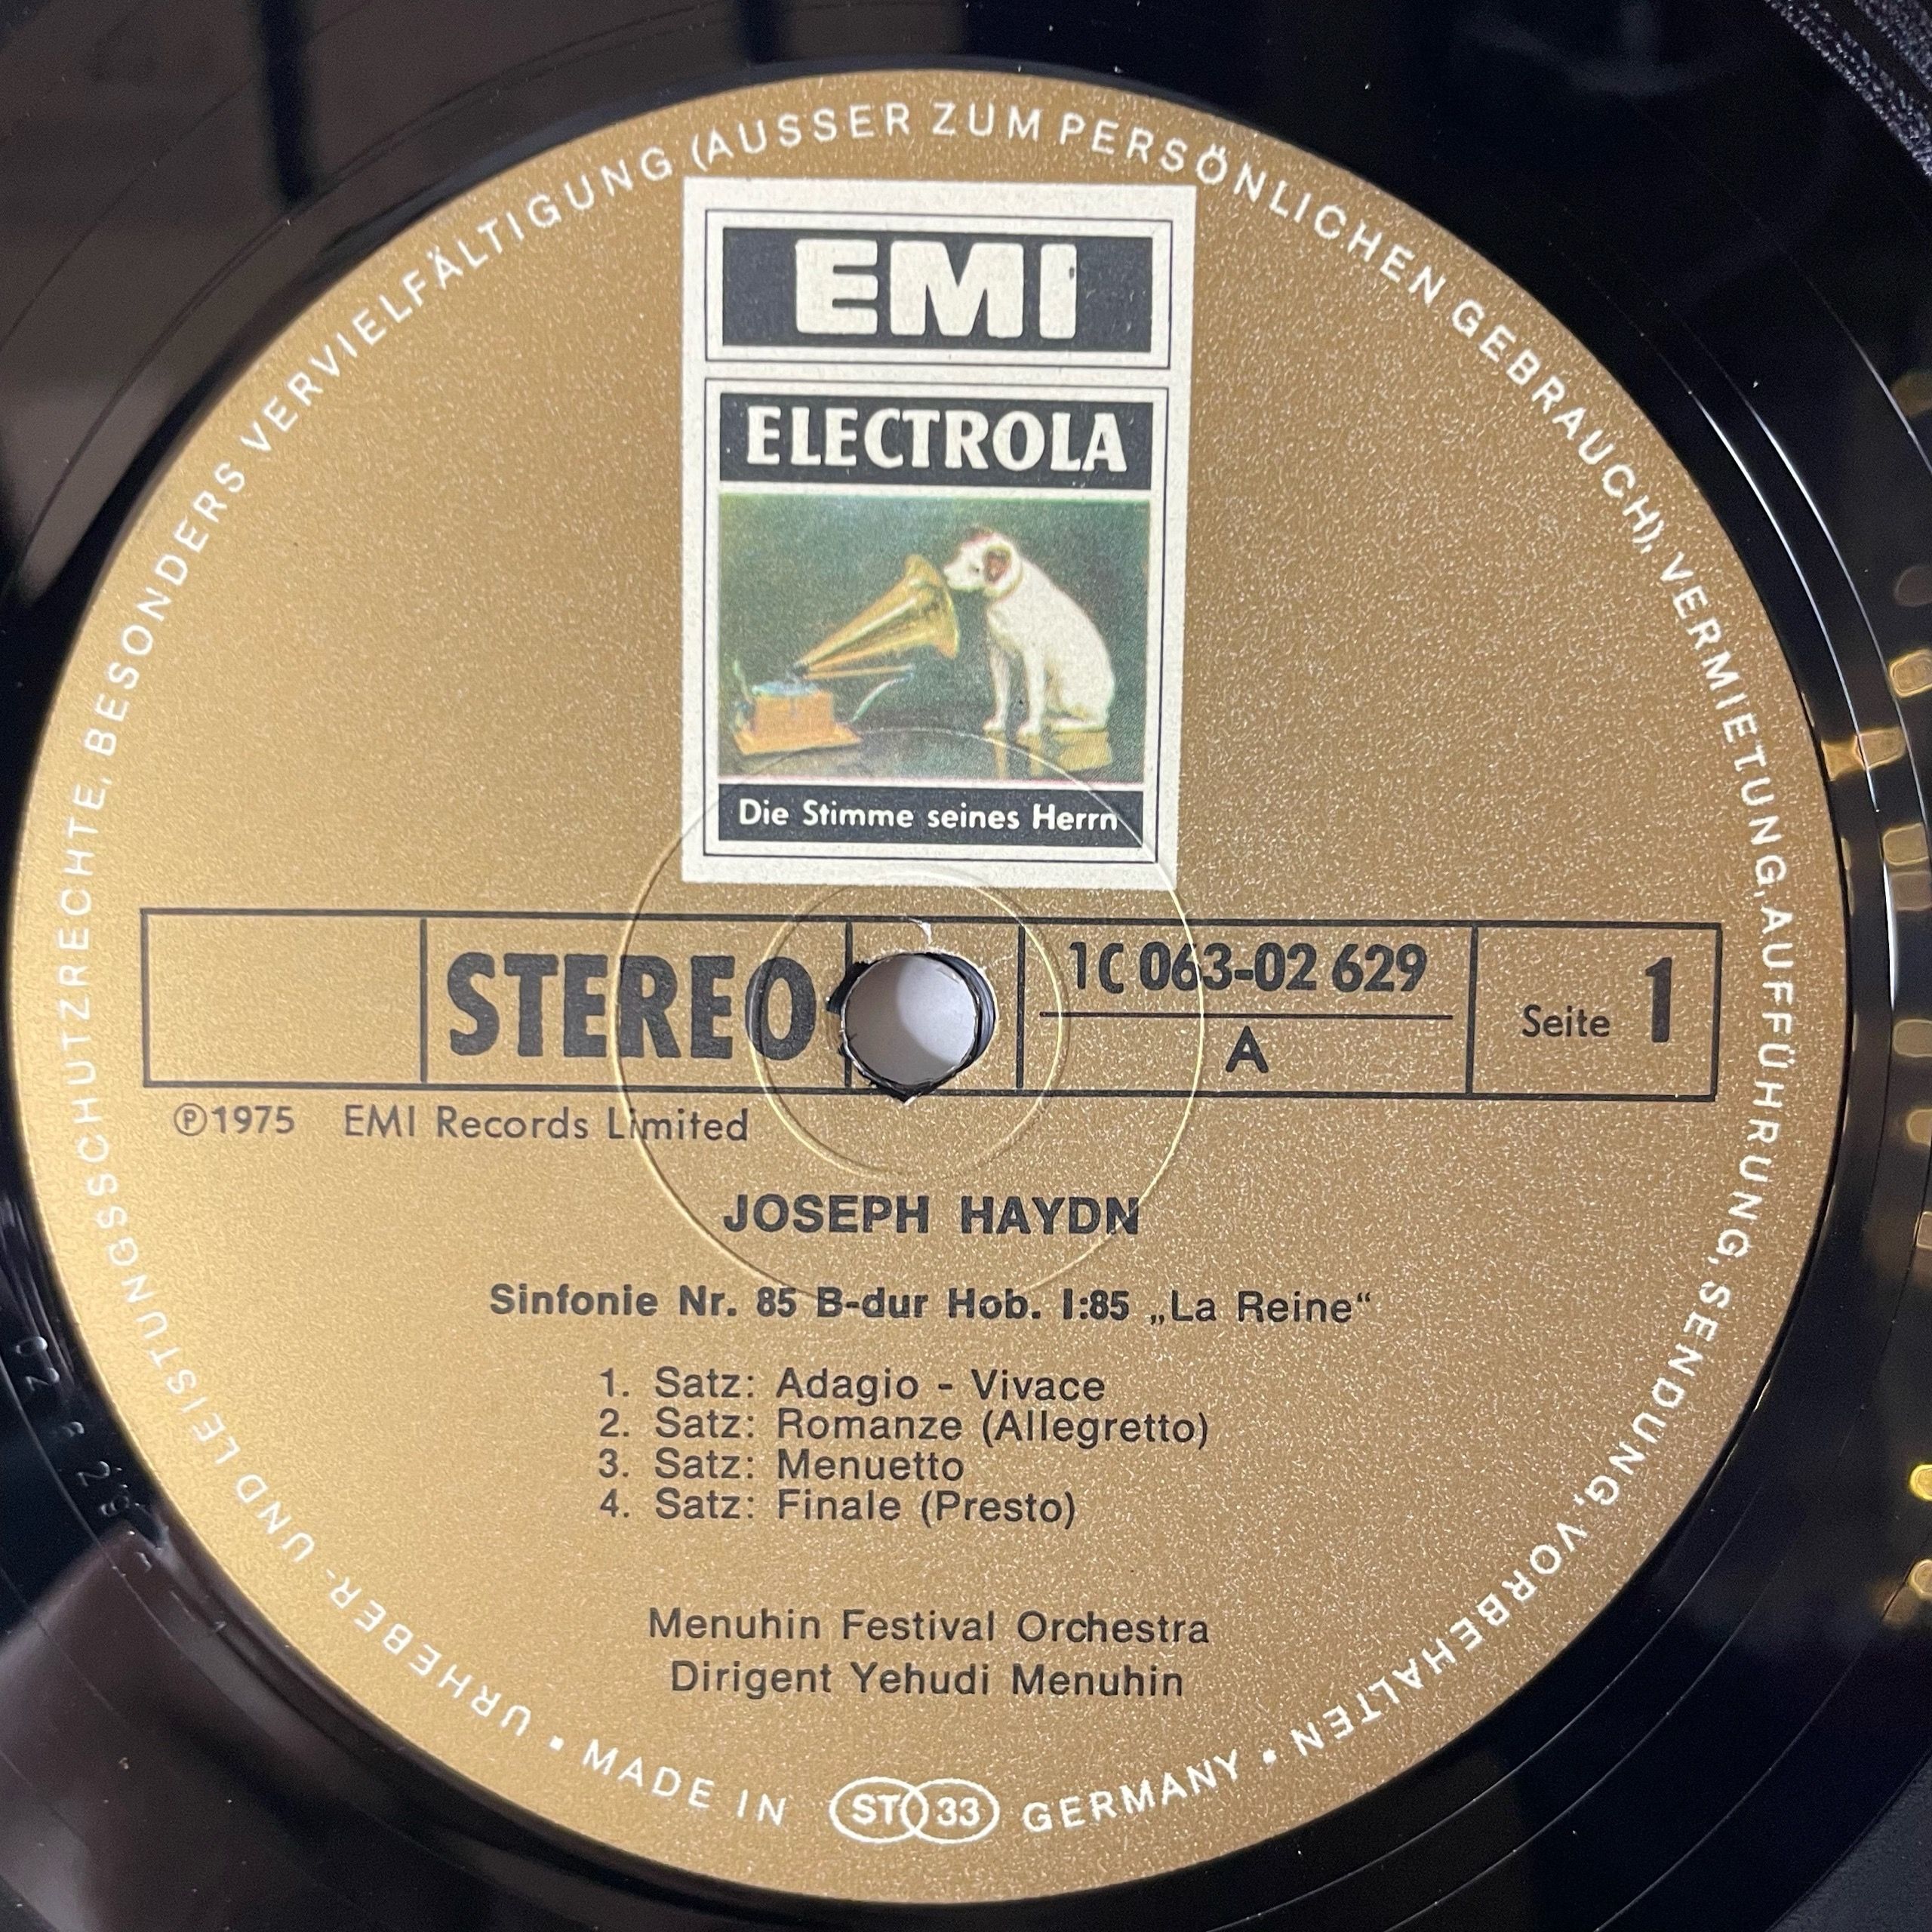 URHEBER- UND LEISTUNGSSCHUTZRECHTE, BESONDERS VERVIELFÄLTIGUNG (AUSSER ZUM PERSÖNLICHEN GEBRAUCH), VERMIETUNG, AUFFÜHRUNG, SENDUNG, VORBEHALTEN
EMI
ELECTROLA
Die Stimme seines Herrn
STEREO
1C 063-02 629
A
Seite 1
Ⓟ1975 EMI Records Limited
JOSEPH HAYDN
Sinfonie Nr. 85 B-dur Hob. I:85 „La Reine“
1. Satz: Adagio - Vivace
2. Satz: Romanze (Allegretto)
3. Satz: Menuetto
4. Satz: Finale (Presto)
Menuhin Festival Orchestra
Dirigent Yehudi Menuhin
• MADE IN ST 33 GERMANY •